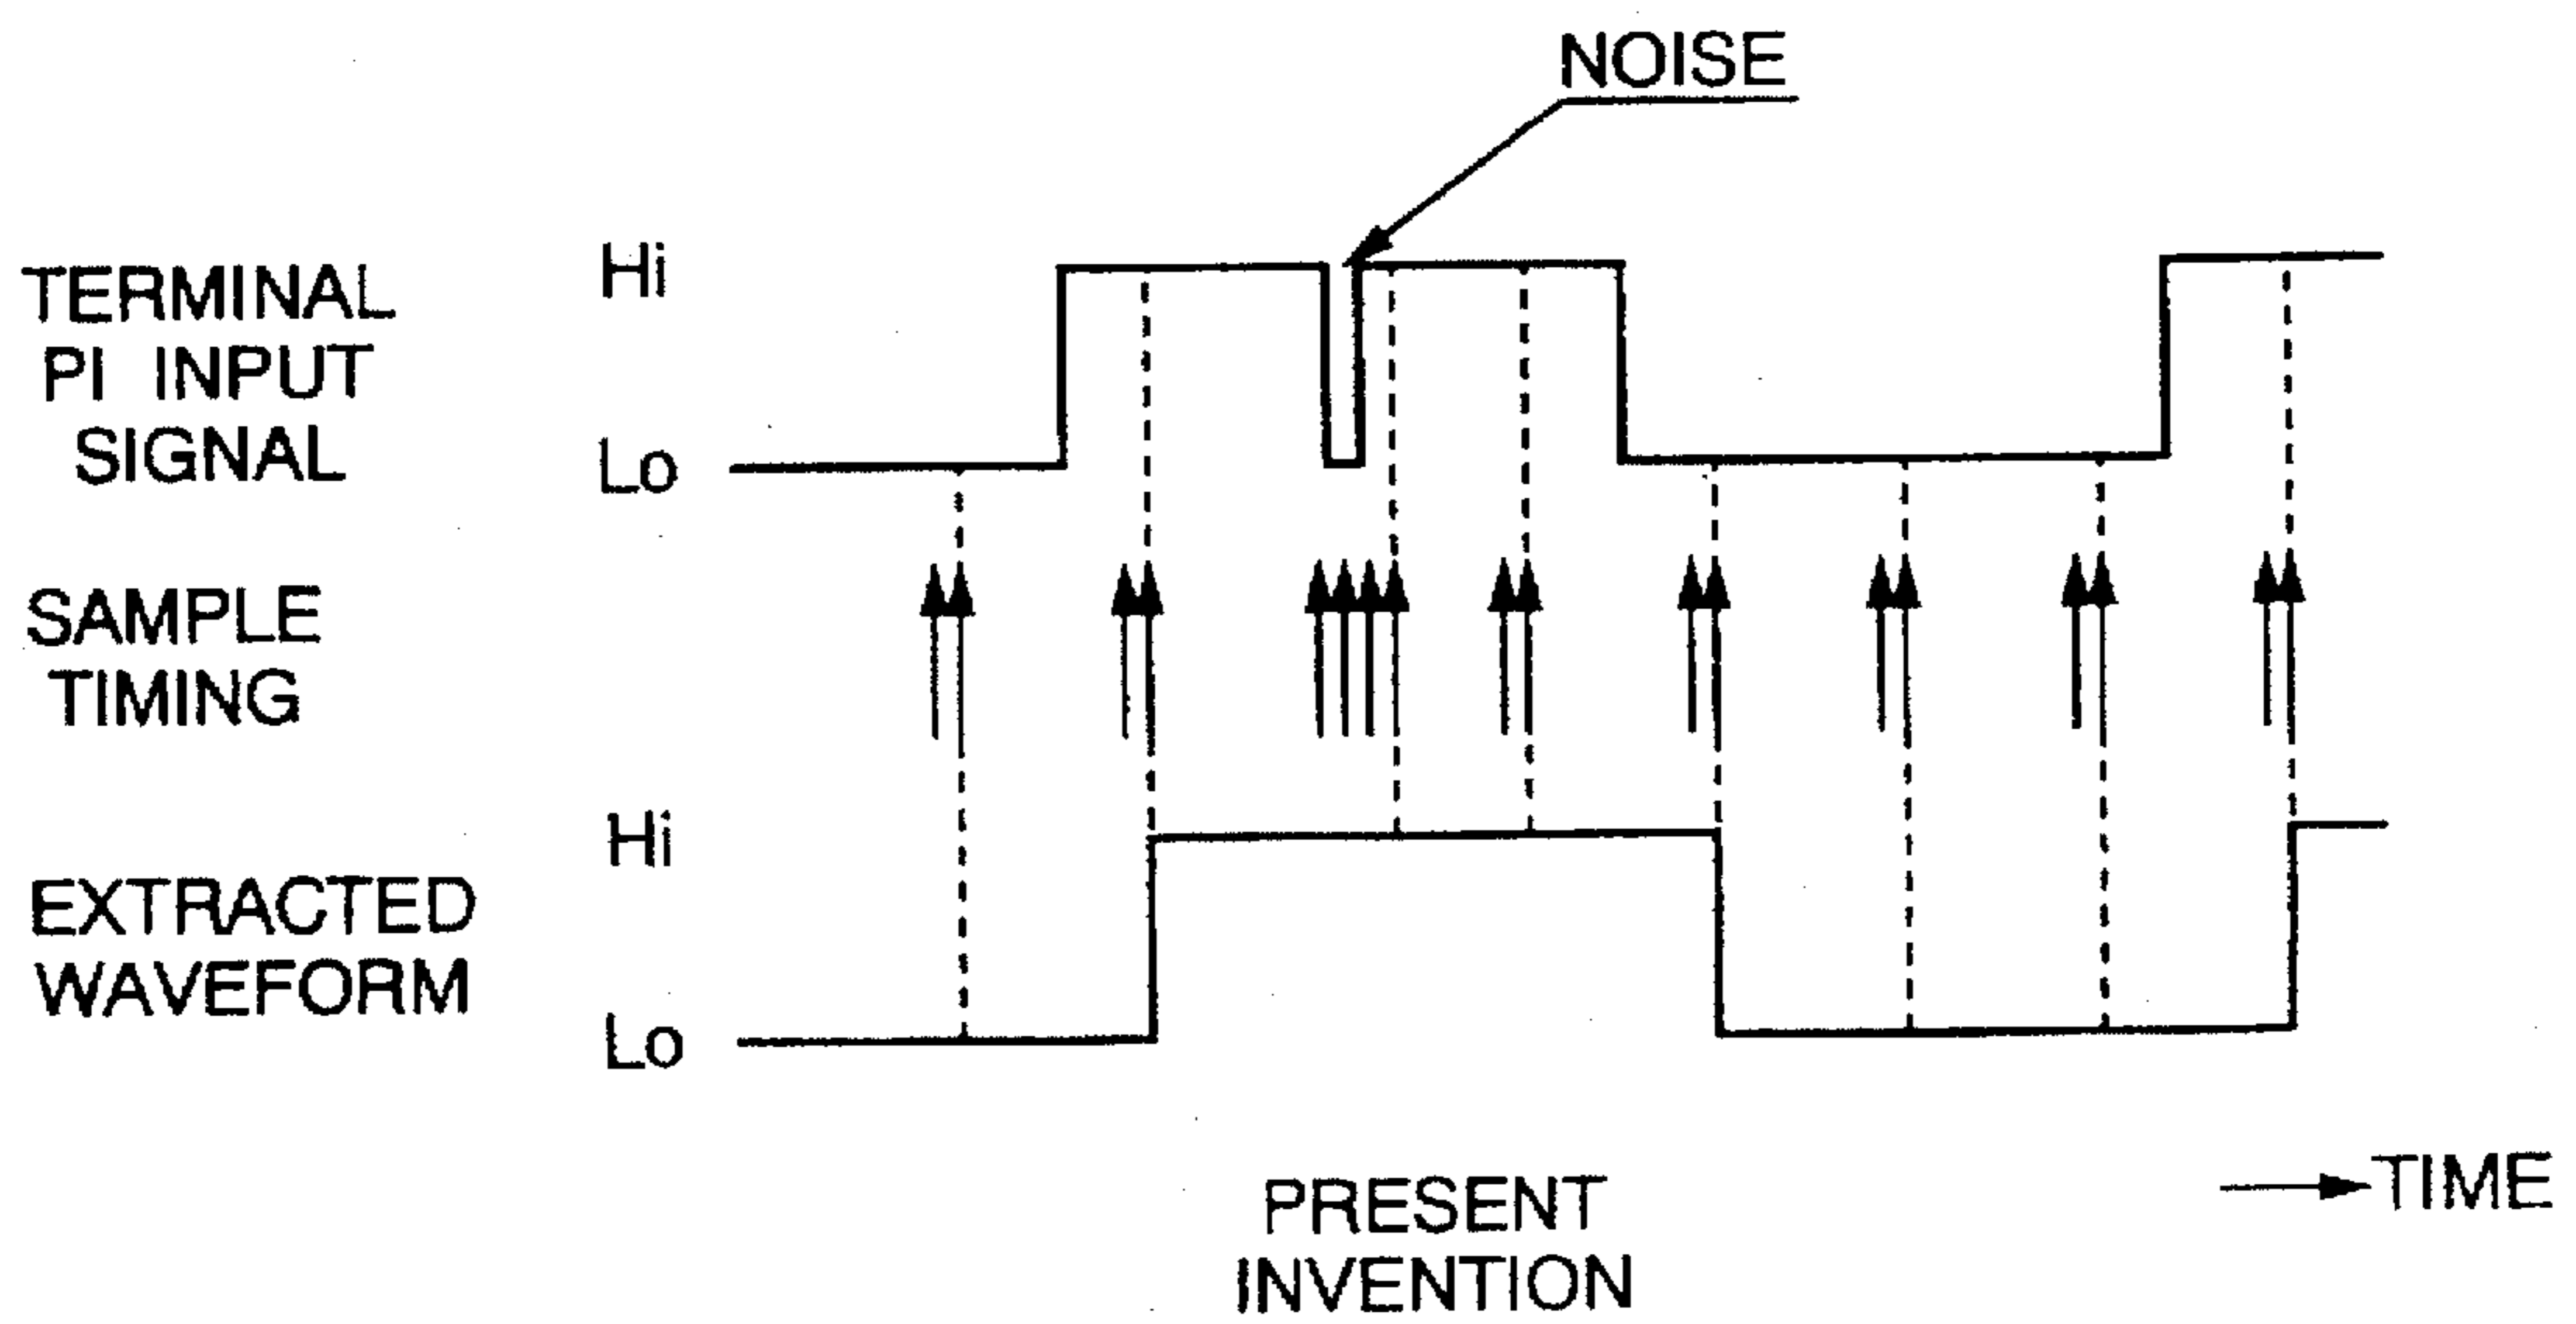 NOISE
TERMINAL
PI INPUT
SIGNAL
Hi
Lo
SAMPLE
TIMING
Hi
EXTRACTED
WAVEFORM
Lo
TIME
PRESENT
INVENTION